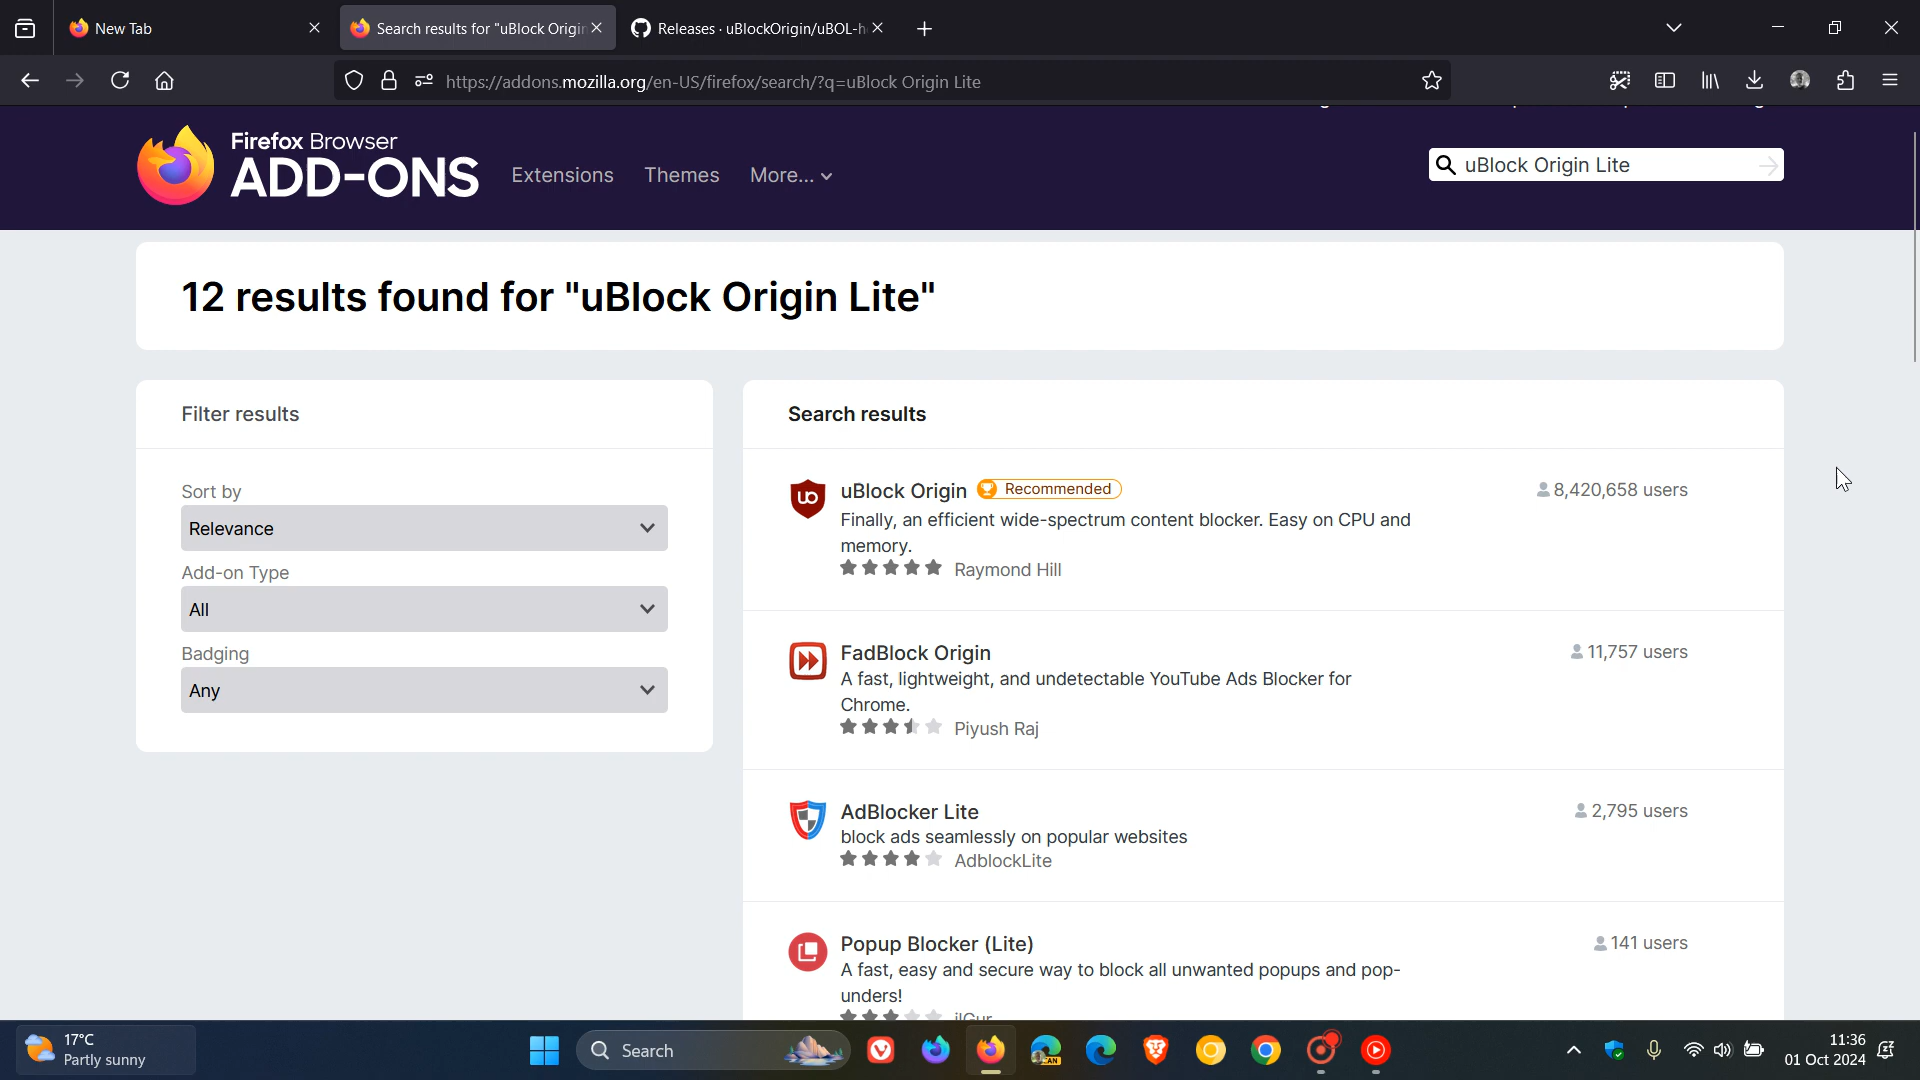 New Tab
Search results for "uBlock Origin
Releases · uBlockOrigin/uBOL-h
https://addons.mozilla.org/en-US/firefox/search/?q=uBlock Origin Lite
Firefox Browser
ADD-ONS
Extensions
Themes
More...
uBlock Origin Lite
12 results found for "uBlock Origin Lite"
Filter results
Sort by
Relevance
Add-on Type
All
Badging
Any
Search results
uBlock Origin
Recommended
8,420,658 users
Finally, an efficient wide-spectrum content blocker. Easy on CPU and
memory.
Raymond Hill
FadBlock Origin
11,757 users
A fast, lightweight, and undetectable YouTube Ads Blocker for
Chrome.
Piyush Raj
AdBlocker Lite
2,795 users
block ads seamlessly on popular websites
AdblockLite
Popup Blocker (Lite)
141 users
A fast, easy and secure way to block all unwanted popups and pop-
unders!
17°C
Partly sunny
Search
CAN
11:36
01 Oct 2024